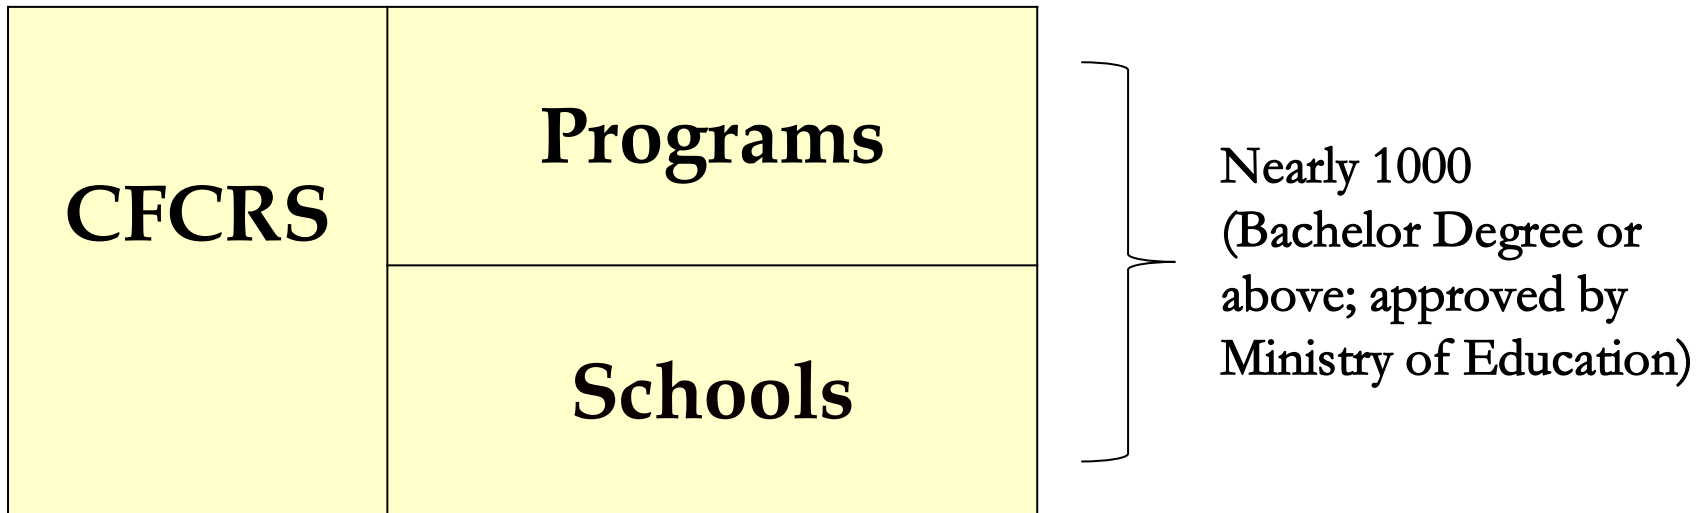 CFCRS
Programs
Schools
Nearly 1000
(Bachelor Degree or
above; approved by
Ministry of Education)